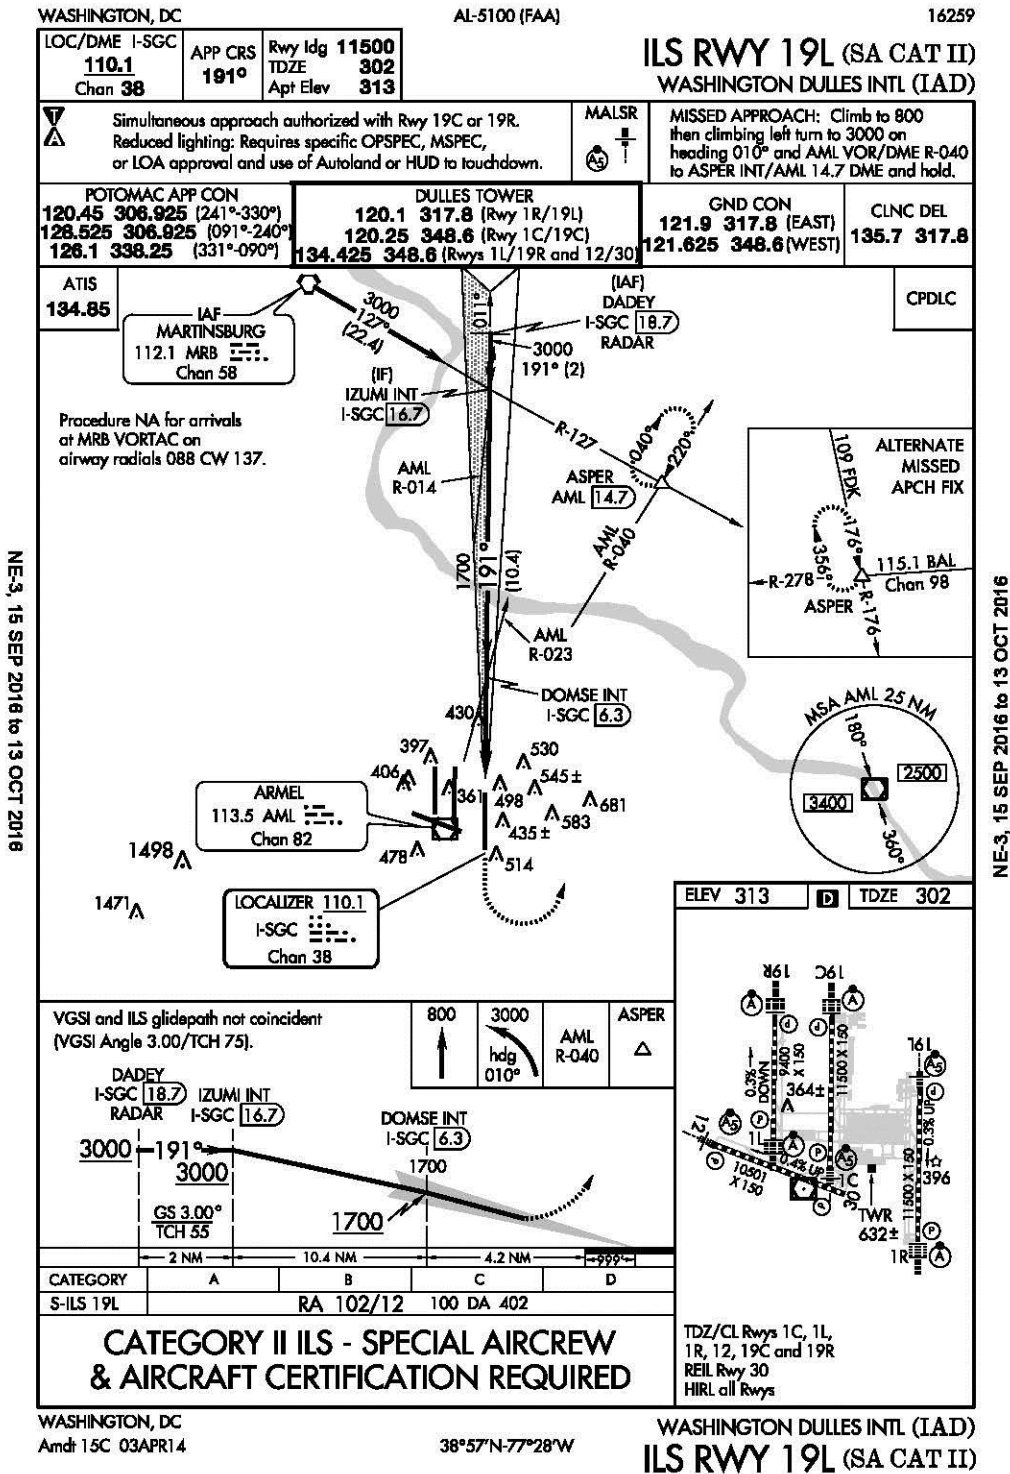 WASHINGTON, DC AL-5100 (FAA) 16259
LOC/DME I-SGC
110.1
Chan 38
APP CRS
191°
Rwy ldg 11500
TDZE 302
Apt Elev 313
ILS RWY 19L (SA CAT II)
WASHINGTON DULLES INTL (IAD)
T
A
Simultaneous approach authorized with Rwy 19C or 19R.
Reduced lighting: Requires specific OPSPEC, MSPEC,
or LOA approval and use of Autoland or HUD to touchdown.
MALSR
A5
MISSED APPROACH: Climb to 800
then climbing left turn to 3000 on
heading 010° and AML VOR/DME R-040
to ASPER INT/AML 14.7 DME and hold.
POTOMAC APP CON
120.45 306.925 (241°-330°)
128.525 306.925 (091°-240°)
126.1 338.25 (331°-090°)
DULLES TOWER
120.1 317.8 (Rwy 1R/19L)
120.25 348.6 (Rwy 1C/19C)
134.425 348.6 (Rwys 1L/19R and 12/30)
GND CON
121.9 317.8 (EAST)
121.625 348.6 (WEST)
CLNC DEL
135.7 317.8
ATIS
134.85
CPDLC
IAF
MARTINSBURG
112.1 MRB
Chan 58
3000
127°
(22.4)
011°
(IAF)
DADEY
I-SGC 18.7
RADAR
3000
191° (2)
(IF)
IZUMI INT
I-SGC 16.7
Procedure NA for arrivals
at MRB VORTAC on
airway radials 088 CW 137.
R-127
040°
220°
ASPER
AML 14.7
AML
R-014
AML
R-040
1700
191°
(10.4)
AML
R-023
DOMSE INT
I-SGC 6.3
ALTERNATE
MISSED
APCH FIX
109 FDK
176°
356°
115.1 BAL
Chan 98
R-278
ASPER
R-176
MSA AML 25 NM
180°
2500
3400
360°
430
397
406
361
530
545±
498
681
583
435±
478
514
1498
1471
ARMEL
113.5 AML
Chan 82
LOCALIZER 110.1
I-SGC
Chan 38
NE-3, 15 SEP 2016 to 13 OCT 2016
NE-3, 15 SEP 2016 to 13 OCT 2016
ELEV 313 D TDZE 302
19R
19C
19L
A
A
A5
P
P
P
0.3%
DOWN
9400
X 150
11500 X 150
364±
0.3% UP
A5
P
12
P
1L
A
P
A5
10501
X 150
0.4% UP
1C
30
P
TWR
632±
11500 X 150
396
P
1R
A
TDZ/CL Rwys 1C, 1L,
1R, 12, 19C and 19R
REIL Rwy 30
HIRL all Rwys
VGSI and ILS glidepath not coincident
(VGSI Angle 3.00/TCH 75).
800
3000
hdg
010°
AML
R-040
ASPER
DADEY
I-SGC 18.7
RADAR
IZUMI INT
I-SGC 16.7
DOMSE INT
I-SGC 6.3
3000
191°
3000
1700
1700
GS 3.00°
TCH 55
2 NM 10.4 NM 4.2 NM 999'
CATEGORY A B C D
S-ILS 19L RA 102/12 100 DA 402
CATEGORY II ILS - SPECIAL AIRCREW
& AIRCRAFT CERTIFICATION REQUIRED
WASHINGTON, DC
Amdt 15C 03APR14
38°57'N-77°28'W
WASHINGTON DULLES INTL (IAD)
ILS RWY 19L (SA CAT II)